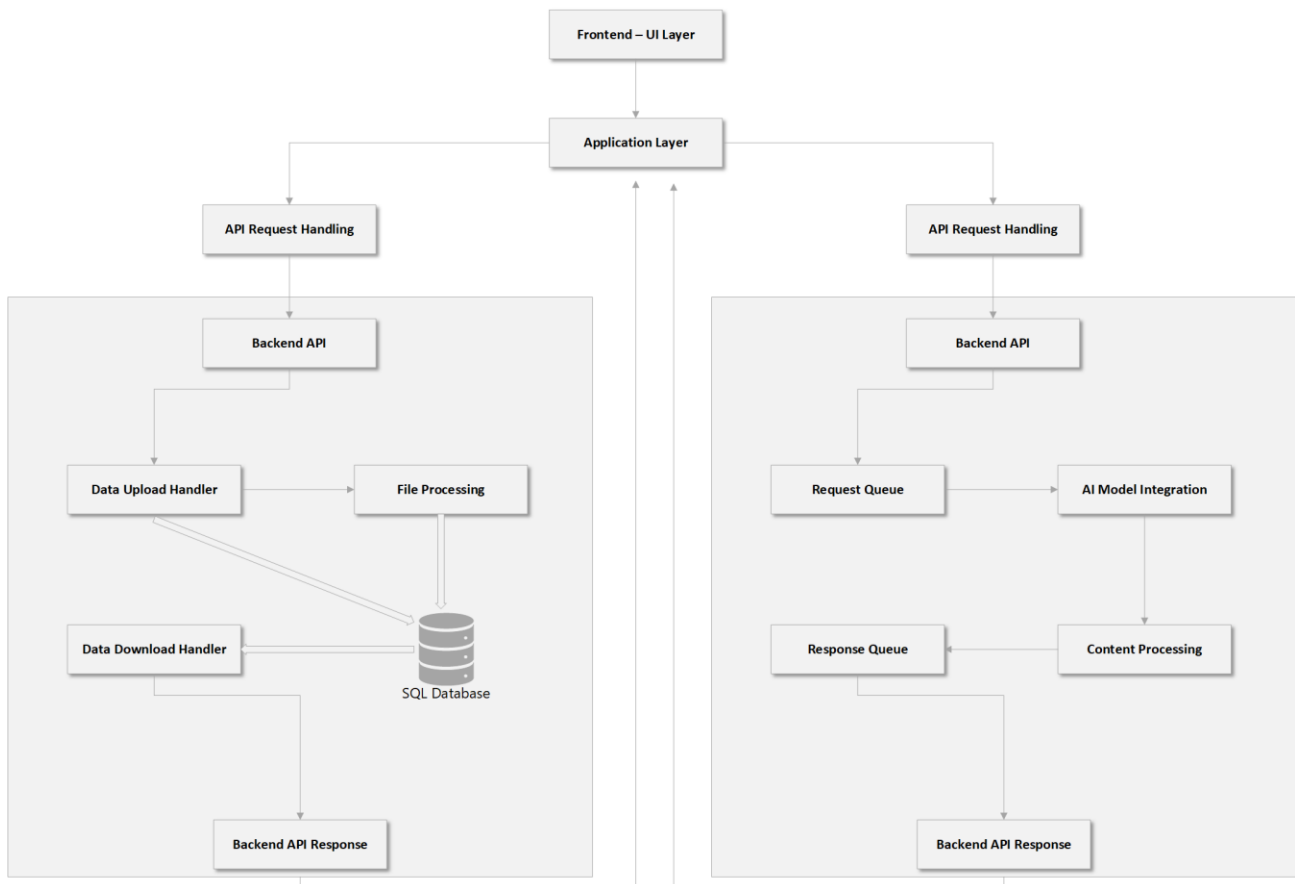 Frontend – UI Layer
Application Layer
API Request Handling
API Request Handling
Backend API
Backend API
Data Upload Handler
File Processing
Request Queue
AI Model Integration
Data Download Handler
SQL Database
Response Queue
Content Processing
Backend API Response
Backend API Response